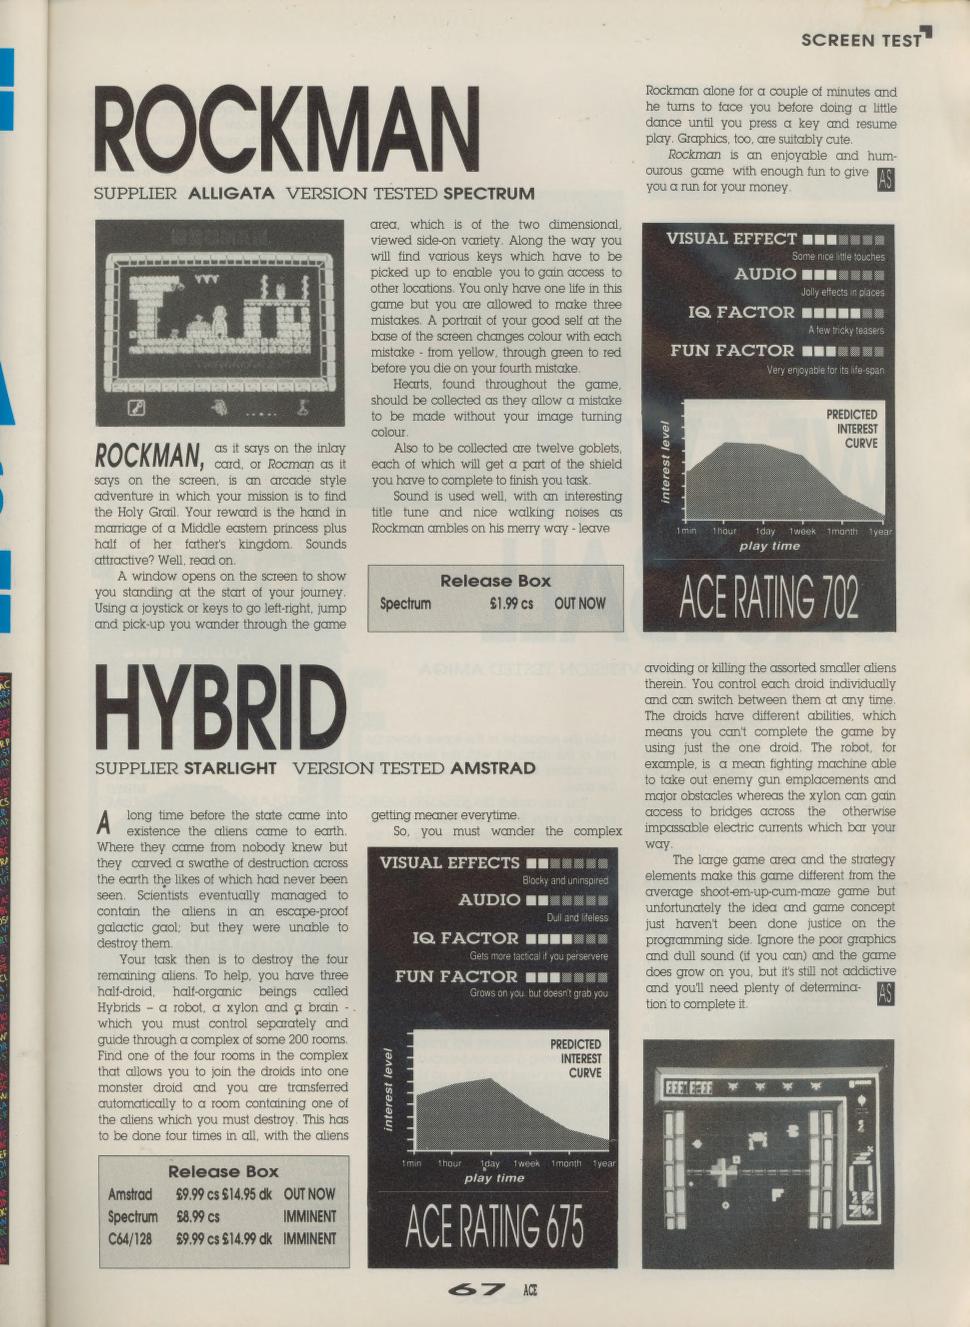 SCREEN TEST
ROCKMAN
SUPPLIER ALLIGATA VERSION TESTED SPECTRUM
ROCKMAN, as it says on the inlay
card, or Rocman as it
says on the screen, is an arcade style
adventure in which your mission is to find
the Holy Grail. Your reward is the hand in
marriage of a Middle eastern princess plus
half of her father's kingdom. Sounds
attractive? Well, read on.
A window opens on the screen to show
you standing at the start of your journey.
Using a joystick or keys to go left-right, jump
and pick-up you wander through the game
area, which is of the two dimensional,
viewed side-on variety. Along the way you
will find various keys which have to be
picked up to enable you to gain access to
other locations. You only have one life in this
game but you are allowed to make three
mistakes. A portrait of your good self at the
base of the screen changes colour with each
mistake - from yellow, through green to red
before you die on your fourth mistake.
Hearts, found throughout the game,
should be collected as they allow a mistake
to be made without your image turning
colour.
Also to be collected are twelve goblets,
each of which will get a part of the shield
you have to complete to finish you task.
Sound is used well, with an interesting
title tune and nice walking noises as
Rockman ambles on his merry way - leave
Release Box
Spectrum £1.99 cs OUT NOW
Rockman alone for a couple of minutes and
he turns to face you before doing a little
dance until you press a key and resume
play. Graphics, too, are suitably cute.
Rockman is an enjoyable and hum-
ourous game with enough fun to give
you a run for your money. AS
VISUAL EFFECT
Some nice little touches
AUDIO
Jolly effects in places
IQ FACTOR
A few tricky teasers
FUN FACTOR
Very enjoyable for its life-span
PREDICTED
INTEREST
CURVE
interest level
1min 1hour 1day 1week 1month 1year
play time
ACE RATING 702
HYBRID
SUPPLIER STARLIGHT VERSION TESTED AMSTRAD
A long time before the state came into
existence the aliens came to earth.
Where they came from nobody knew but
they carved a swathe of destruction across
the earth the likes of which had never been
seen. Scientists eventually managed to
contain the aliens in an escape-proof
galactic gaol; but they were unable to
destroy them.
Your task then is to destroy the four
remaining aliens. To help, you have three
half-droid, half-organic beings called
Hybrids – a robot, a xylon and a brain -
which you must control separately and
guide through a complex of some 200 rooms.
Find one of the four rooms in the complex
that allows you to join the droids into one
monster droid and you are transferred
automatically to a room containing one of
the aliens which you must destroy. This has
to be done four times in all, with the aliens
Release Box
Amstrad £9.99 cs £14.95 dk OUT NOW
Spectrum £8.99 cs IMMINENT
C64/128 £9.99 cs £14.99 dk IMMINENT
getting meaner everytime.
So, you must wander the complex
VISUAL EFFECTS
Blocky and uninspired
AUDIO
Dull and lifeless
IQ FACTOR
Gets more tactical if you perservere
FUN FACTOR
Grows on you, but doesn't grab you
PREDICTED
INTEREST
CURVE
interest level
1min 1hour 1day 1week 1month 1year
play time
ACE RATING 675
avoiding or killing the assorted smaller aliens
therein. You control each droid individually
and can switch between them at any time.
The droids have different abilities, which
means you can't complete the game by
using just the one droid. The robot, for
example, is a mean fighting machine able
to take out enemy gun emplacements and
major obstacles whereas the xylon can gain
access to bridges across the otherwise
impassable electric currents which bar your
way.
The large game area and the strategy
elements make this game different from the
average shoot-em-up-cum-maze game but
unfortunately the idea and game concept
just haven't been done justice on the
programming side. Ignore the poor graphics
and dull sound (if you can) and the game
does grow on you, but it's still not addictive
and you'll need plenty of determina-
tion to complete it. AS
67 ACE